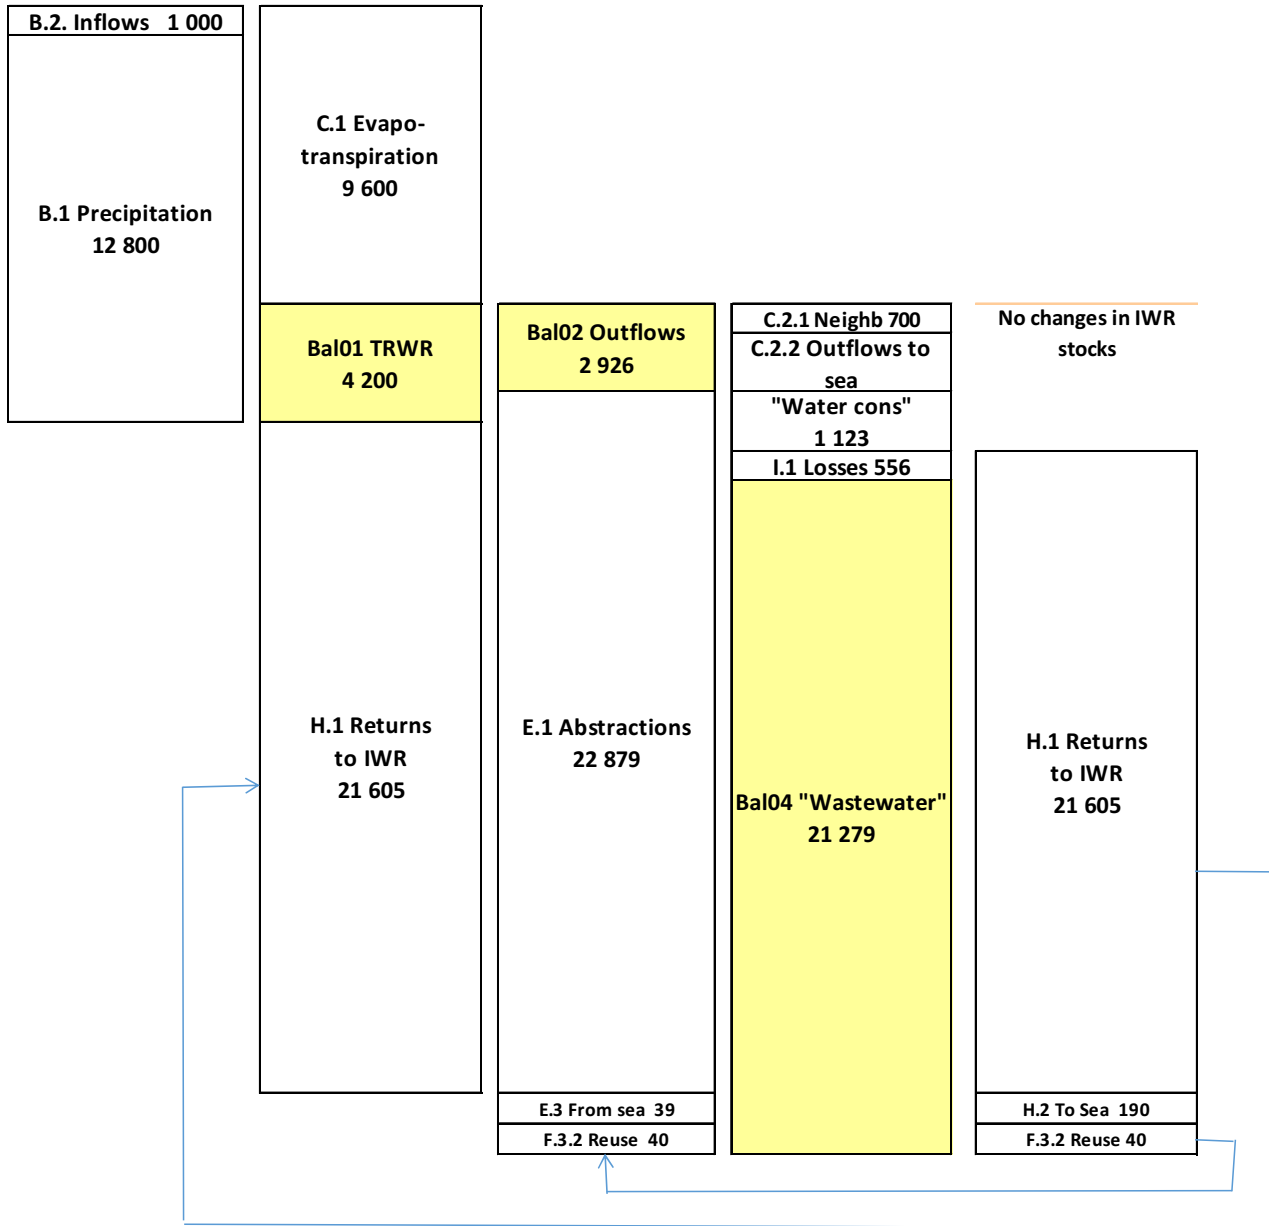 B.2. Inflows 1 000
B.1 Precipitation
12 800
C.1 Evapo-
transpiration
9 600
Bal01 TRWR
4 200
H.1 Returns
to IWR
21 605
Bal02 Outflows
2 926
E.1 Abstractions
22 879
E.3 From sea 39
F.3.2 Reuse 40
C.2.1 Neighb 700
C.2.2 Outflows to
sea
"Water cons"
1 123
I.1 Losses 556
Bal04 "Wastewater"
21 279
No changes in IWR
stocks
H.1 Returns
to IWR
21 605
H.2 To Sea 190
F.3.2 Reuse 40